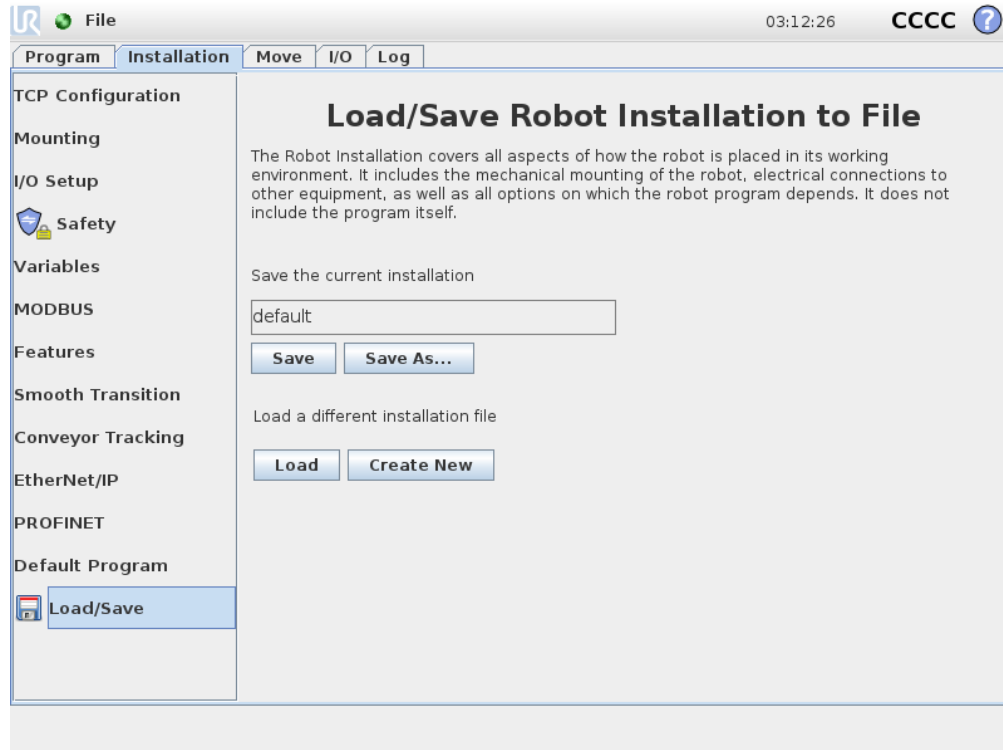 UR File 03:12:26 CCCC ?
Program Installation Move I/O Log
TCP Configuration
Mounting
I/O Setup
Safety
Variables
MODBUS
Features
Smooth Transition
Conveyor Tracking
EtherNet/IP
PROFINET
Default Program
Load/Save
Load/Save Robot Installation to File
The Robot Installation covers all aspects of how the robot is placed in its working
environment. It includes the mechanical mounting of the robot, electrical connections to
other equipment, as well as all options on which the robot program depends. It does not
include the program itself.
Save the current installation
default
Save Save As...
Load a different installation file
Load Create New